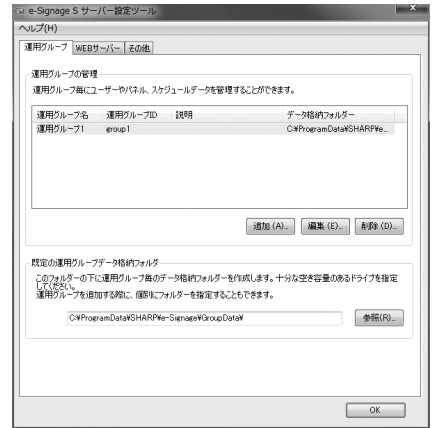 e-Signage S サーバー設定ツール
ヘルプ(H)
運用グループ WEBサーバー その他
運用グループの管理
運用グループ毎にユーザーやパネル、スケジュールデータを管理することができます。
運用グループ名 運用グループID 説明 データ格納フォルダー
運用グループ1 group1 C:¥ProgramData¥SHARP¥e...
追加(A)... 編集(E)... 削除(D)...
既定の運用グループデータ格納フォルダ
このフォルダーの下に運用グループ毎のデータ格納フォルダーを作成します。十分な空き容量のあるドライブを指定
してください。
運用グループを追加する際に、個別にフォルダーを指定することもできます。
C:¥ProgramData¥SHARP¥e-Signage¥GroupData¥ 参照(R)...
OK